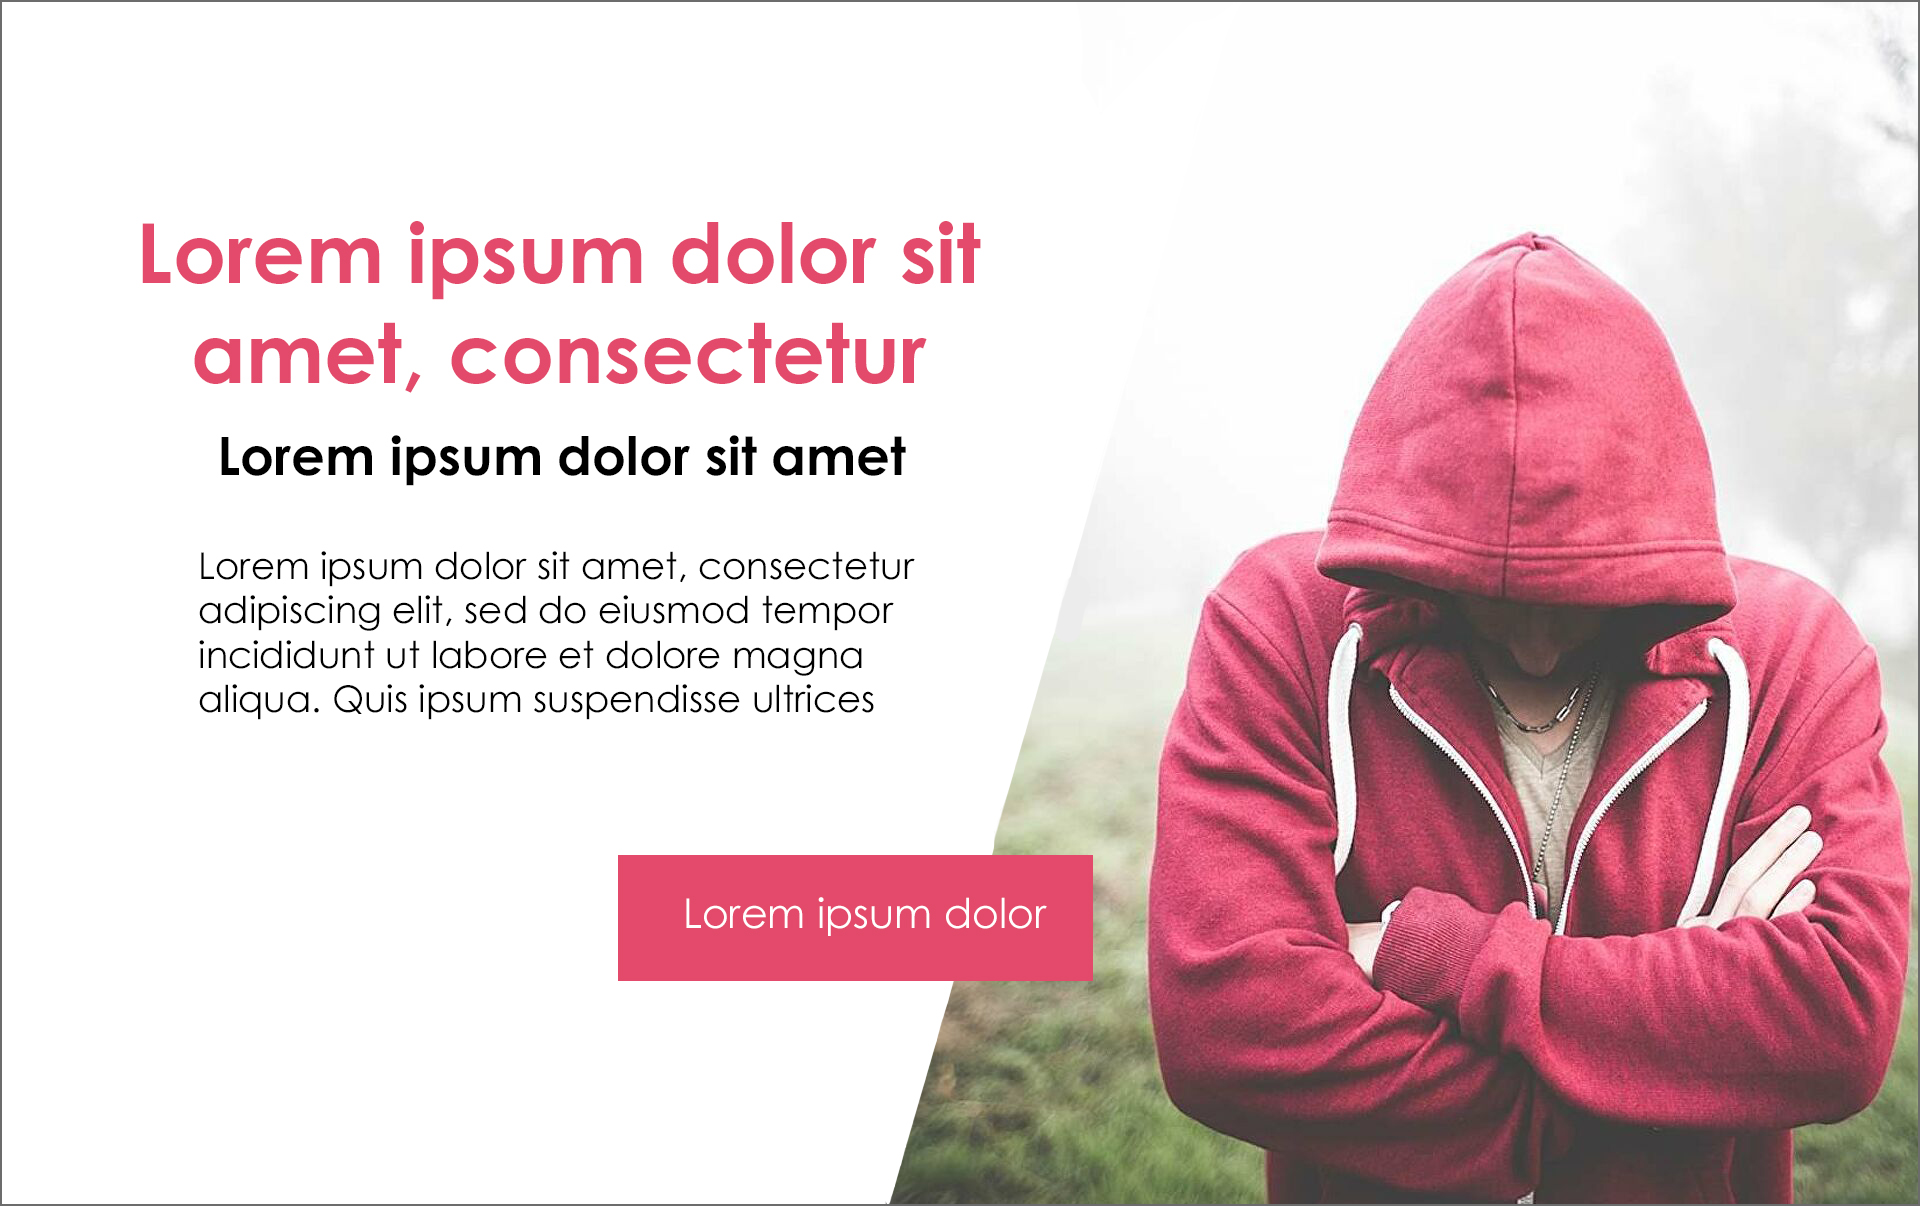 Lorem ipsum dolor sit
amet, consectetur
Lorem ipsum dolor sit amet
Lorem ipsum dolor sit amet, consectetur
adipiscing elit, sed do eiusmod tempor
incididunt ut labore et dolore magna
aliqua. Quis ipsum suspendisse ultrices
Lorem ipsum dolor